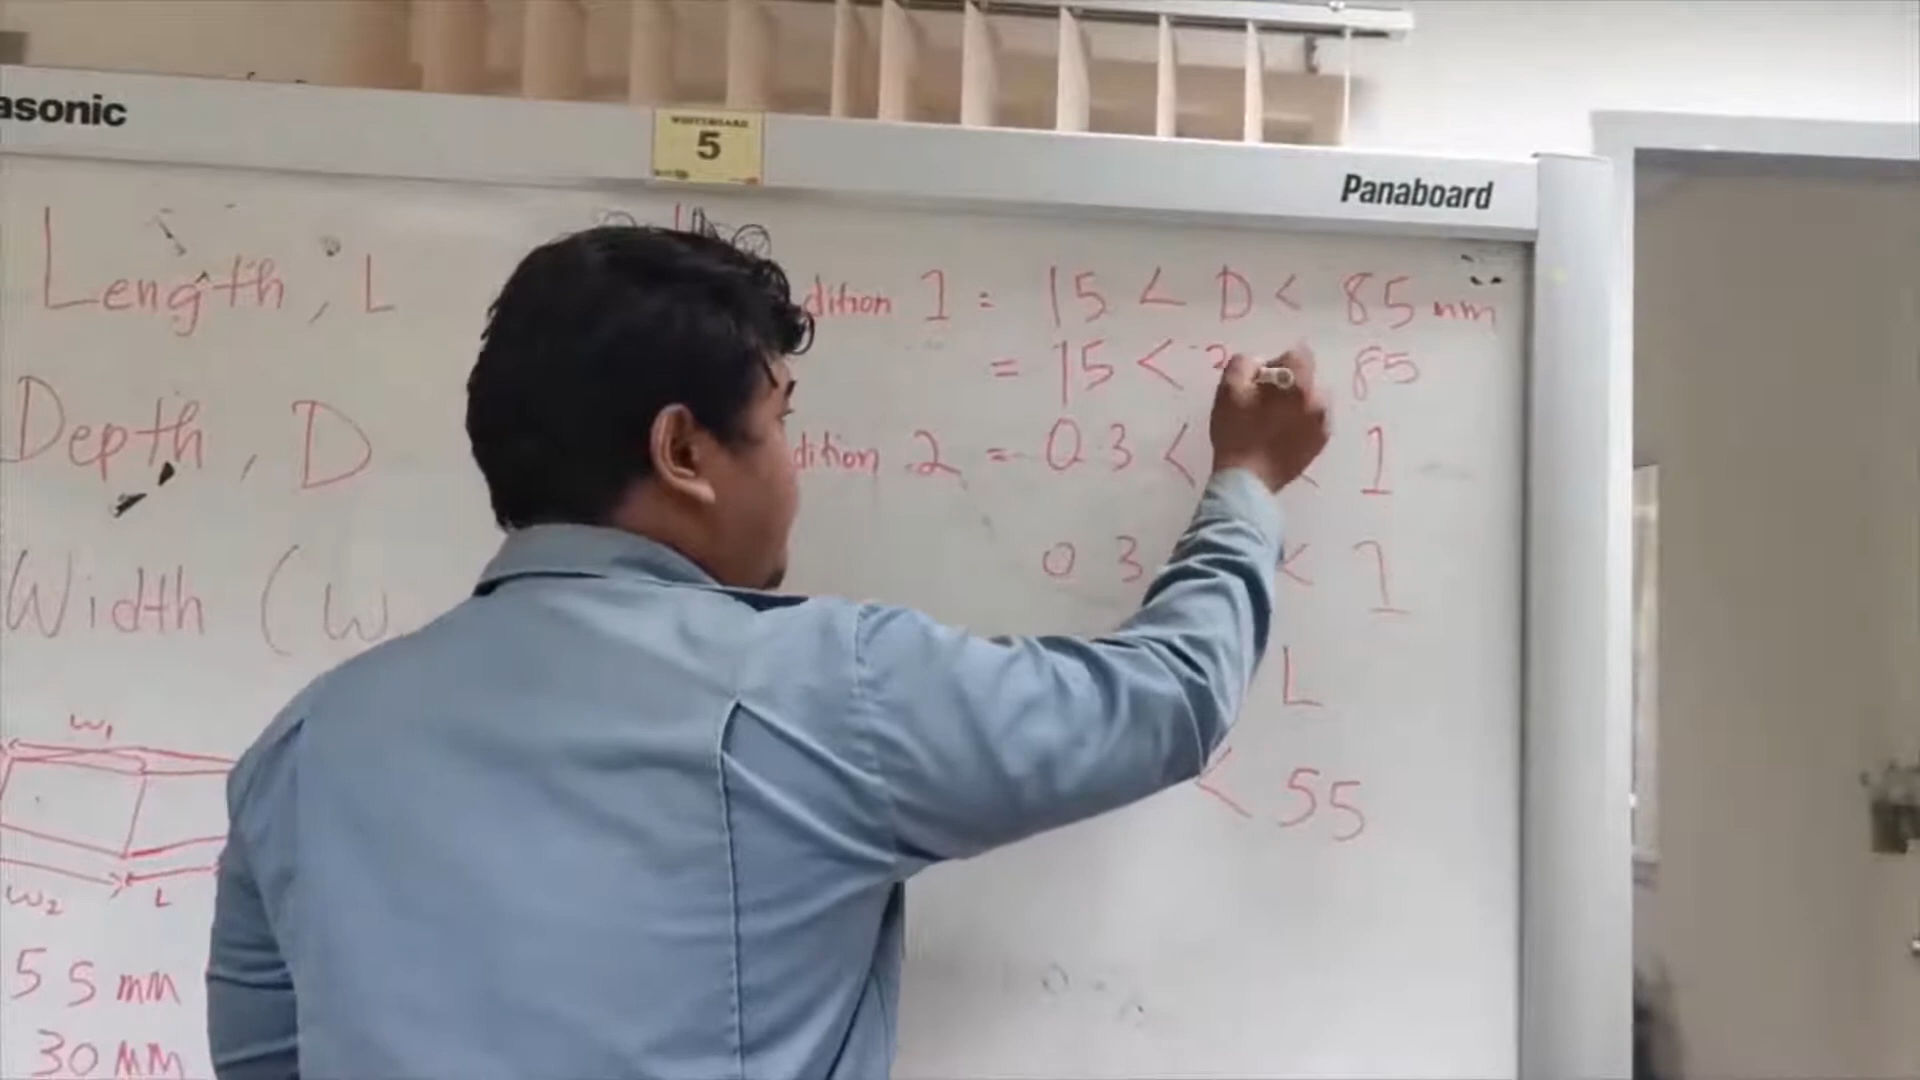 asonic
WHITEBOARD
5
Panaboard
Length, L
dition 1 = 15 < D < 85 mm
= 15 < 85
Depth, D
dition 2 = 0.3 < < 1
Width (W
0 3 < 1
L
W1
< 55
W2
L
55 mm
30 mm